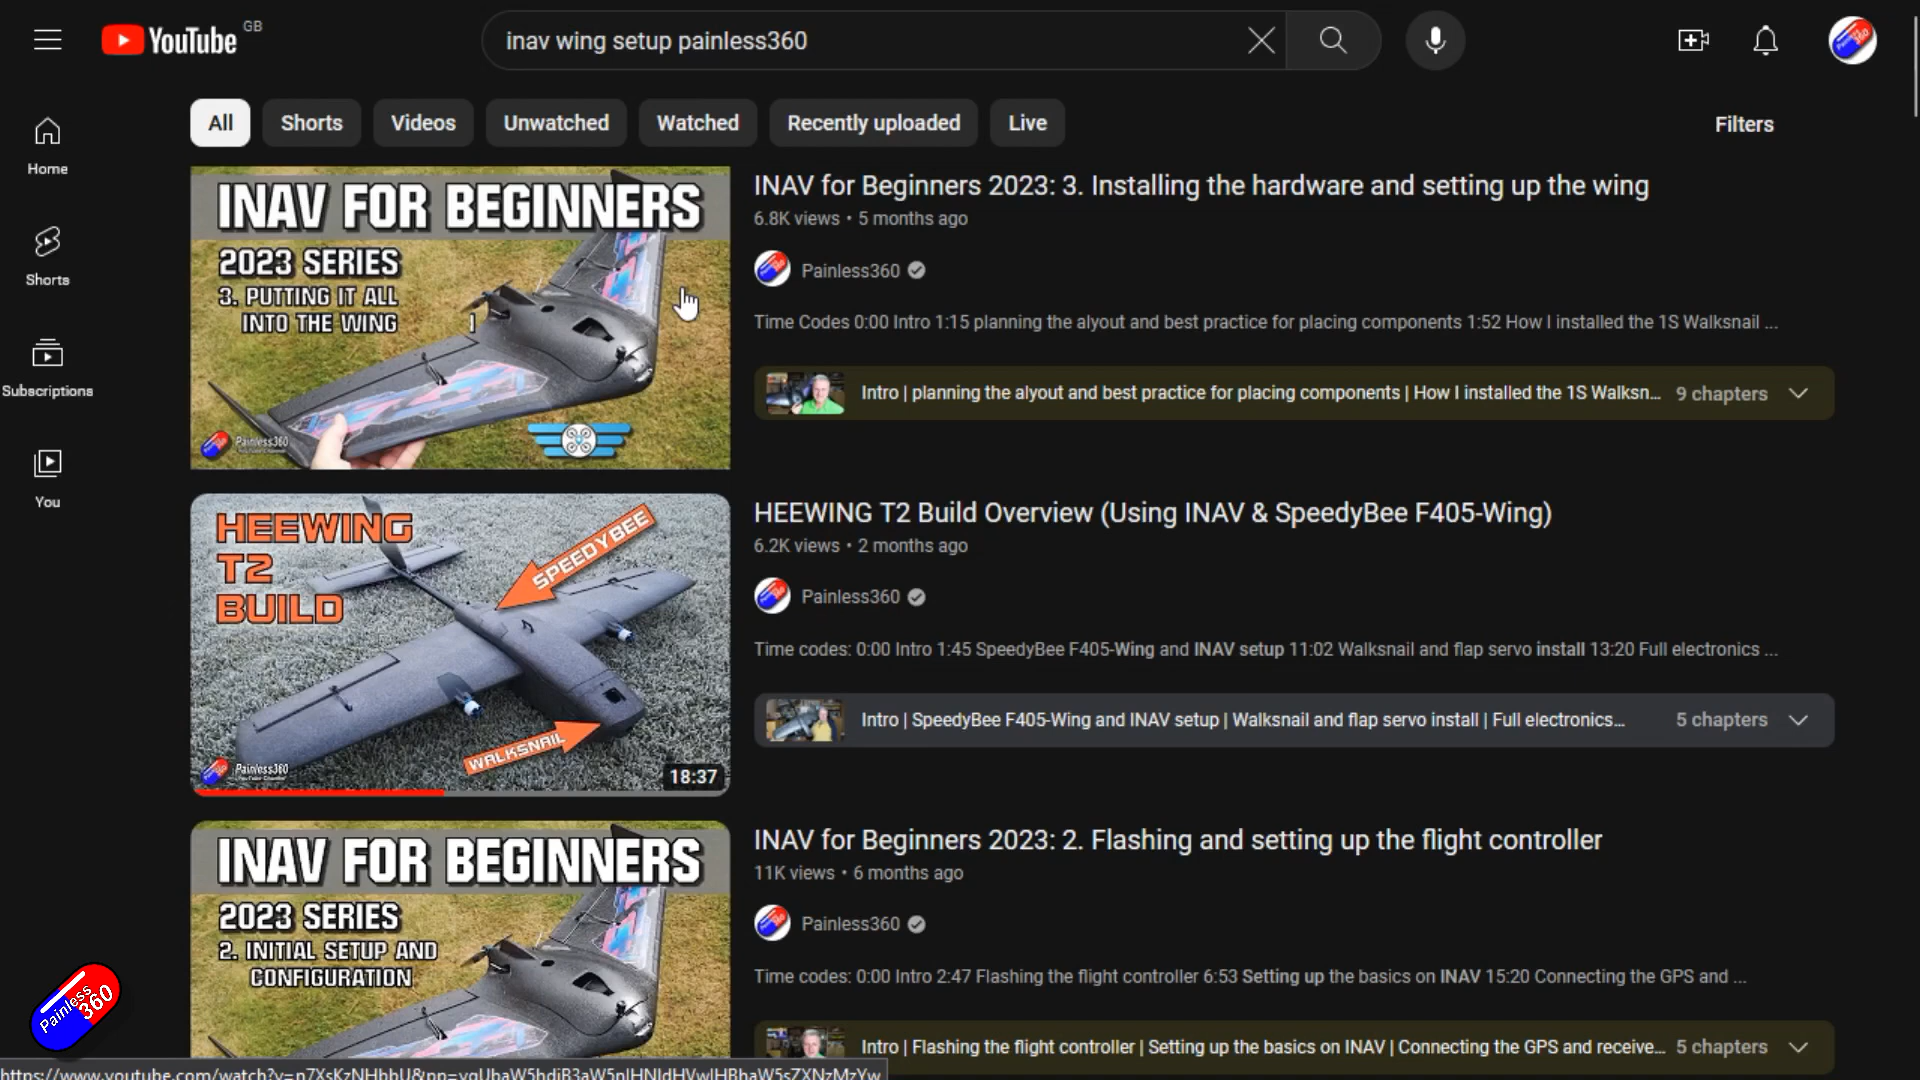 YouTube GB
inav wing setup painless360
All Shorts Videos Unwatched Watched Recently uploaded Live Filters
Home
Shorts
Subscriptions
You
INAV FOR BEGINNERS
2023 SERIES
3. PUTTING IT ALL
INTO THE WING
Painless360
INAV for Beginners 2023: 3. Installing the hardware and setting up the wing
6.8K views • 5 months ago
Painless360
Time Codes 0:00 Intro 1:15 planning the alyout and best practice for placing components 1:52 How I installed the 1S Walksnail ...
Intro | planning the alyout and best practice for placing components | How I installed the 1S Walksn... 9 chapters
HEEWING
T2
BUILD
SPEEDYBEE
WALKSNAIL
Painless360
18:37
HEEWING T2 Build Overview (Using INAV & SpeedyBee F405-Wing)
6.2K views • 2 months ago
Painless360
Time codes: 0:00 Intro 1:45 SpeedyBee F405-Wing and INAV setup 11:02 Walksnail and flap servo install 13:20 Full electronics ...
Intro | SpeedyBee F405-Wing and INAV setup | Walksnail and flap servo install | Full electronics... 5 chapters
INAV FOR BEGINNERS
2023 SERIES
2. INITIAL SETUP AND
CONFIGURATION
INAV for Beginners 2023: 2. Flashing and setting up the flight controller
11K views • 6 months ago
Painless360
Time codes: 0:00 Intro 2:47 Flashing the flight controller 6:53 Setting up the basics on INAV 15:20 Connecting the GPS and ...
Intro | Flashing the flight controller | Setting up the basics on INAV | Connecting the GPS and receive... 5 chapters
Painless
360